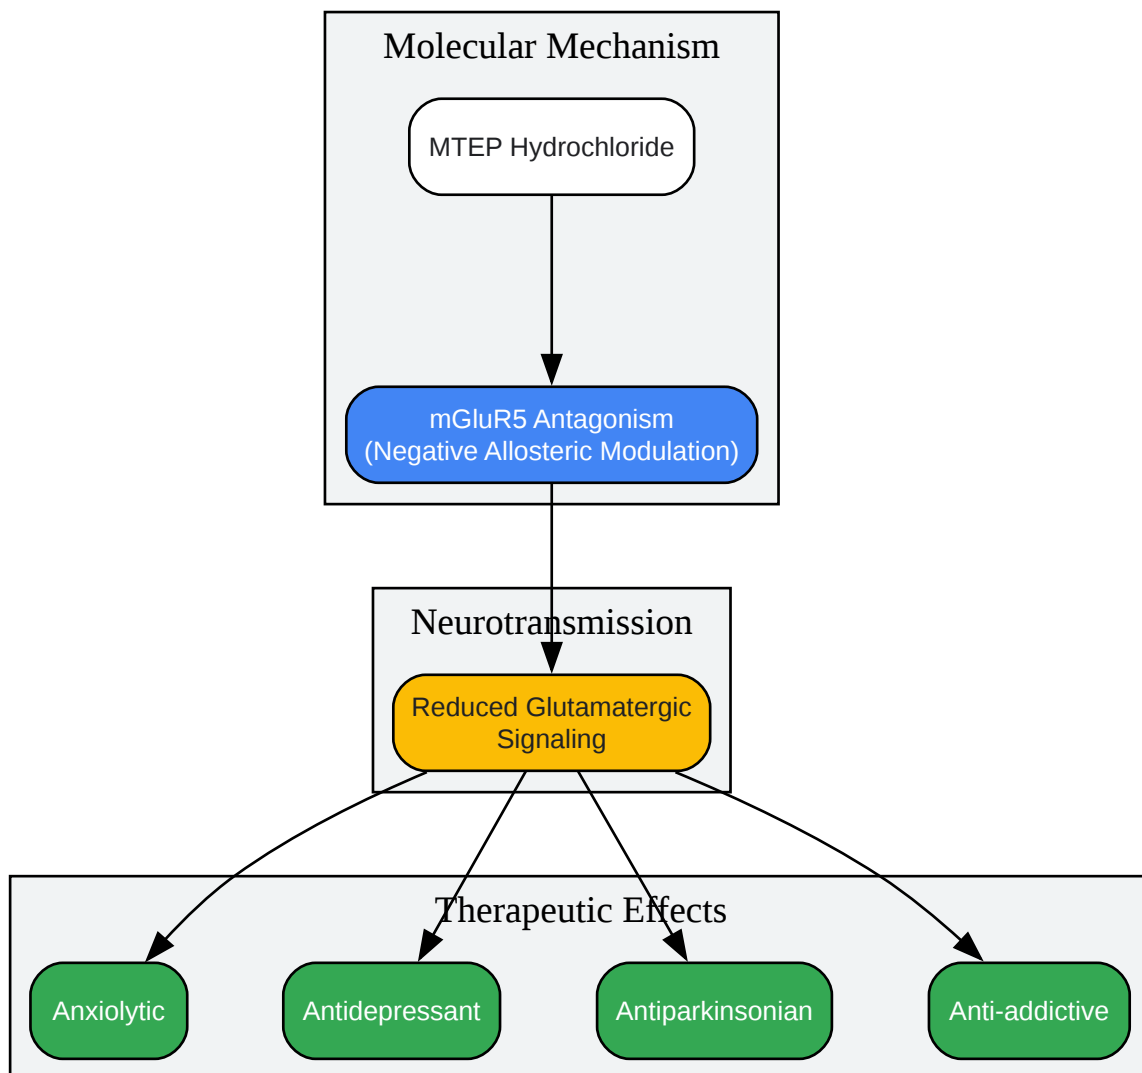 Molecular Mechanism
MTEP Hydrochloride
mGluR5 Antagonism
(Negative Allosteric Modulation)
Neurotransmission
Reduced Glutamatergic
Signaling
Therapeutic Effects
Anxiolytic
Antidepressant
Antiparkinsonian
Anti-addictive